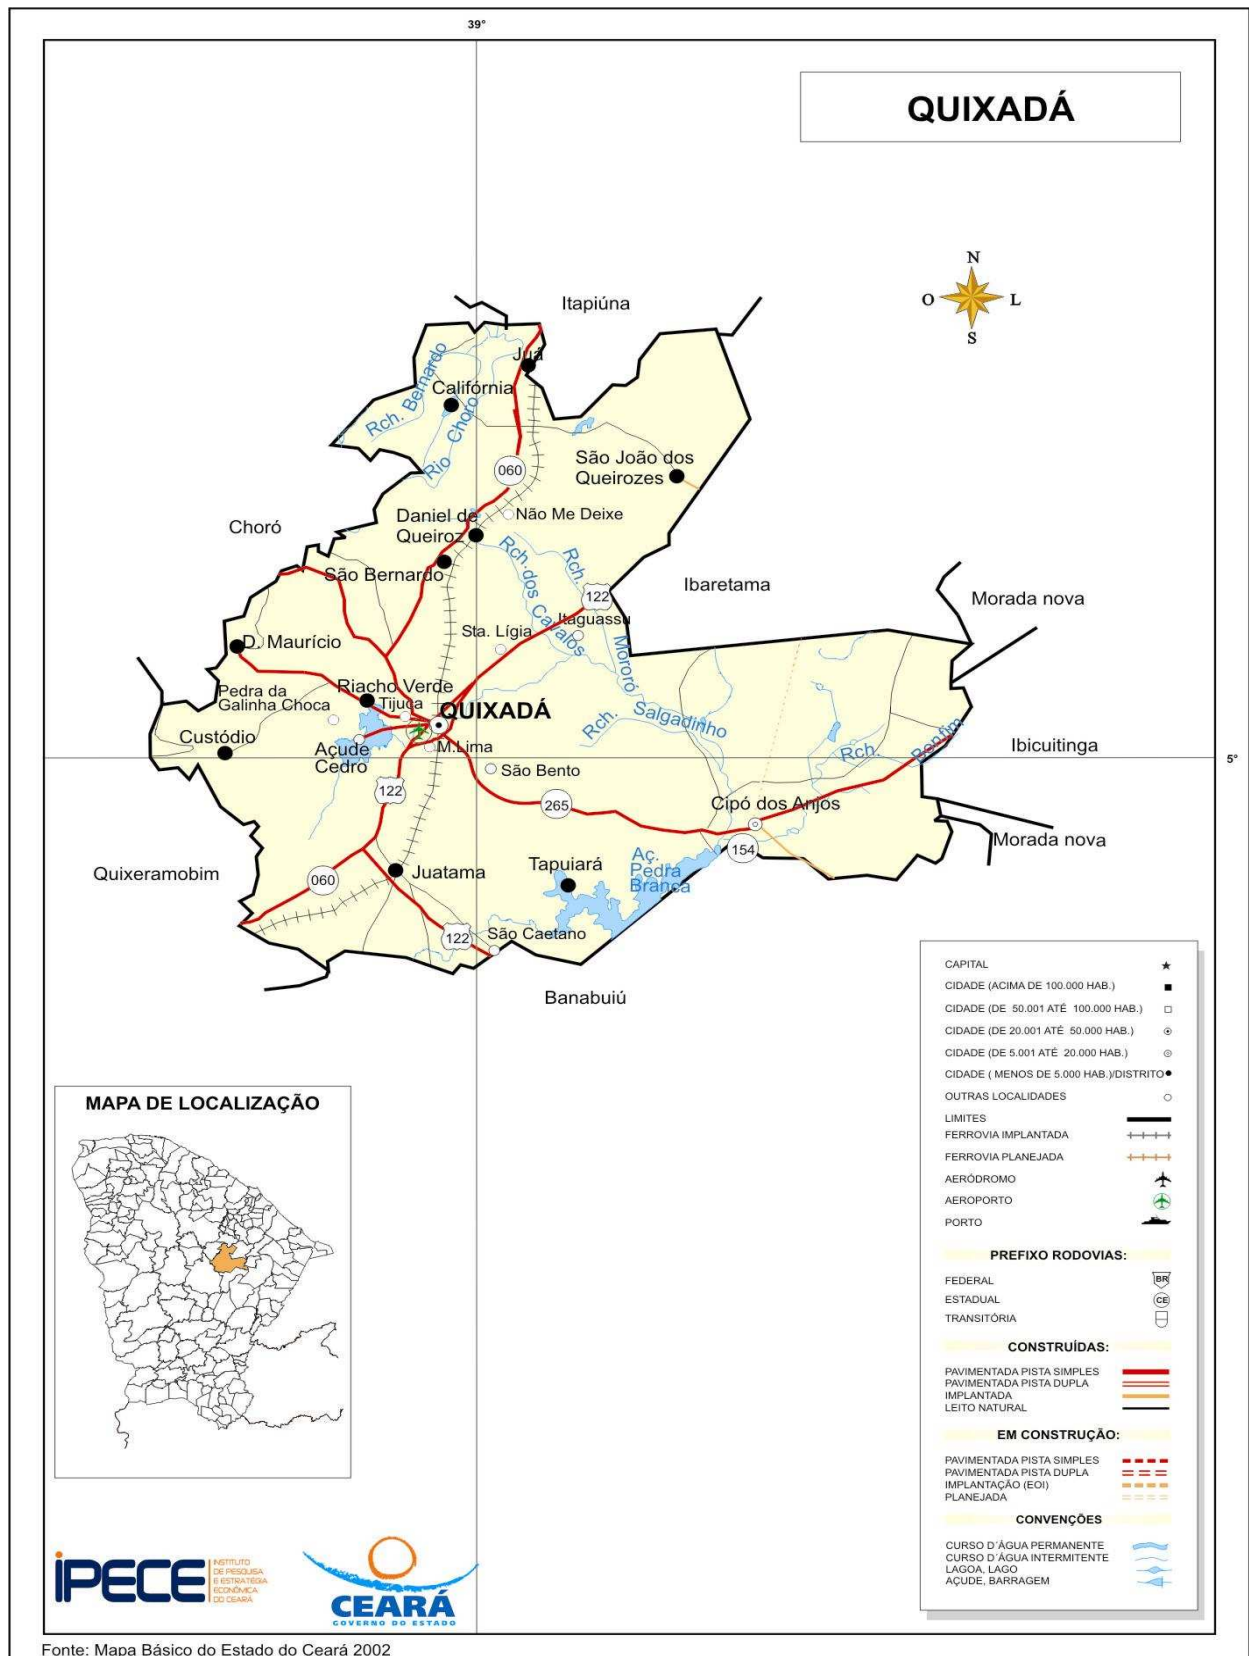 39°
QUIXADÁ
N
O
L
S
Itapiúna
Juá
Califórnia
Rch. Bernardo
Rio Choro
060
São João dos
Queirozes
Não Me Deixe
Daniel de
Queiroz
Choró
São Bernardo
Rch. dos Cavalos
Rch.
Mororó
122
Ibaretama
Morada nova
Itaguassu
Sta. Lígia
D. Maurício
Riacho Verde
Pedra da
Galinha Choca
Tijuca
QUIXADÁ
Rch.
Salgadinho
Custódio
Açude
Cedro
M.Lima
Rch.
Bonfim
Ibicuitinga
5°
São Bento
122
265
Cipó dos Anjos
154
Morada nova
Quixeramobim
060
Juatama
Tapuiará
Aç.
Pedra
Branca
122
São Caetano
Banabuiú
CAPITAL
CIDADE (ACIMA DE 100.000 HAB.)
CIDADE (DE 50.001 ATÉ 100.000 HAB.)
CIDADE (DE 20.001 ATÉ 50.000 HAB.)
CIDADE (DE 5.001 ATÉ 20.000 HAB.)
CIDADE ( MENOS DE 5.000 HAB.)/DISTRITO
OUTRAS LOCALIDADES
LIMITES
FERROVIA IMPLANTADA
FERROVIA PLANEJADA
AERÓDROMO
AEROPORTO
PORTO
PREFIXO RODOVIAS:
FEDERAL BR
ESTADUAL CE
TRANSITÓRIA
CONSTRUÍDAS:
PAVIMENTADA PISTA SIMPLES
PAVIMENTADA PISTA DUPLA
IMPLANTADA
LEITO NATURAL
EM CONSTRUÇÃO:
PAVIMENTADA PISTA SIMPLES
PAVIMENTADA PISTA DUPLA
IMPLANTAÇÃO (EOI)
PLANEJADA
CONVENÇÕES
CURSO D´ÁGUA PERMANENTE
CURSO D´ÁGUA INTERMITENTE
LAGOA, LAGO
AÇUDE, BARRAGEM
MAPA DE LOCALIZAÇÃO
iPECE
INSTITUTO
DE PESQUISA
E ESTRATÉGIA
ECONÔMICA
DO CEARÁ
CEARÁ
GOVERNO DO ESTADO
Fonte: Mapa Básico do Estado do Ceará 2002